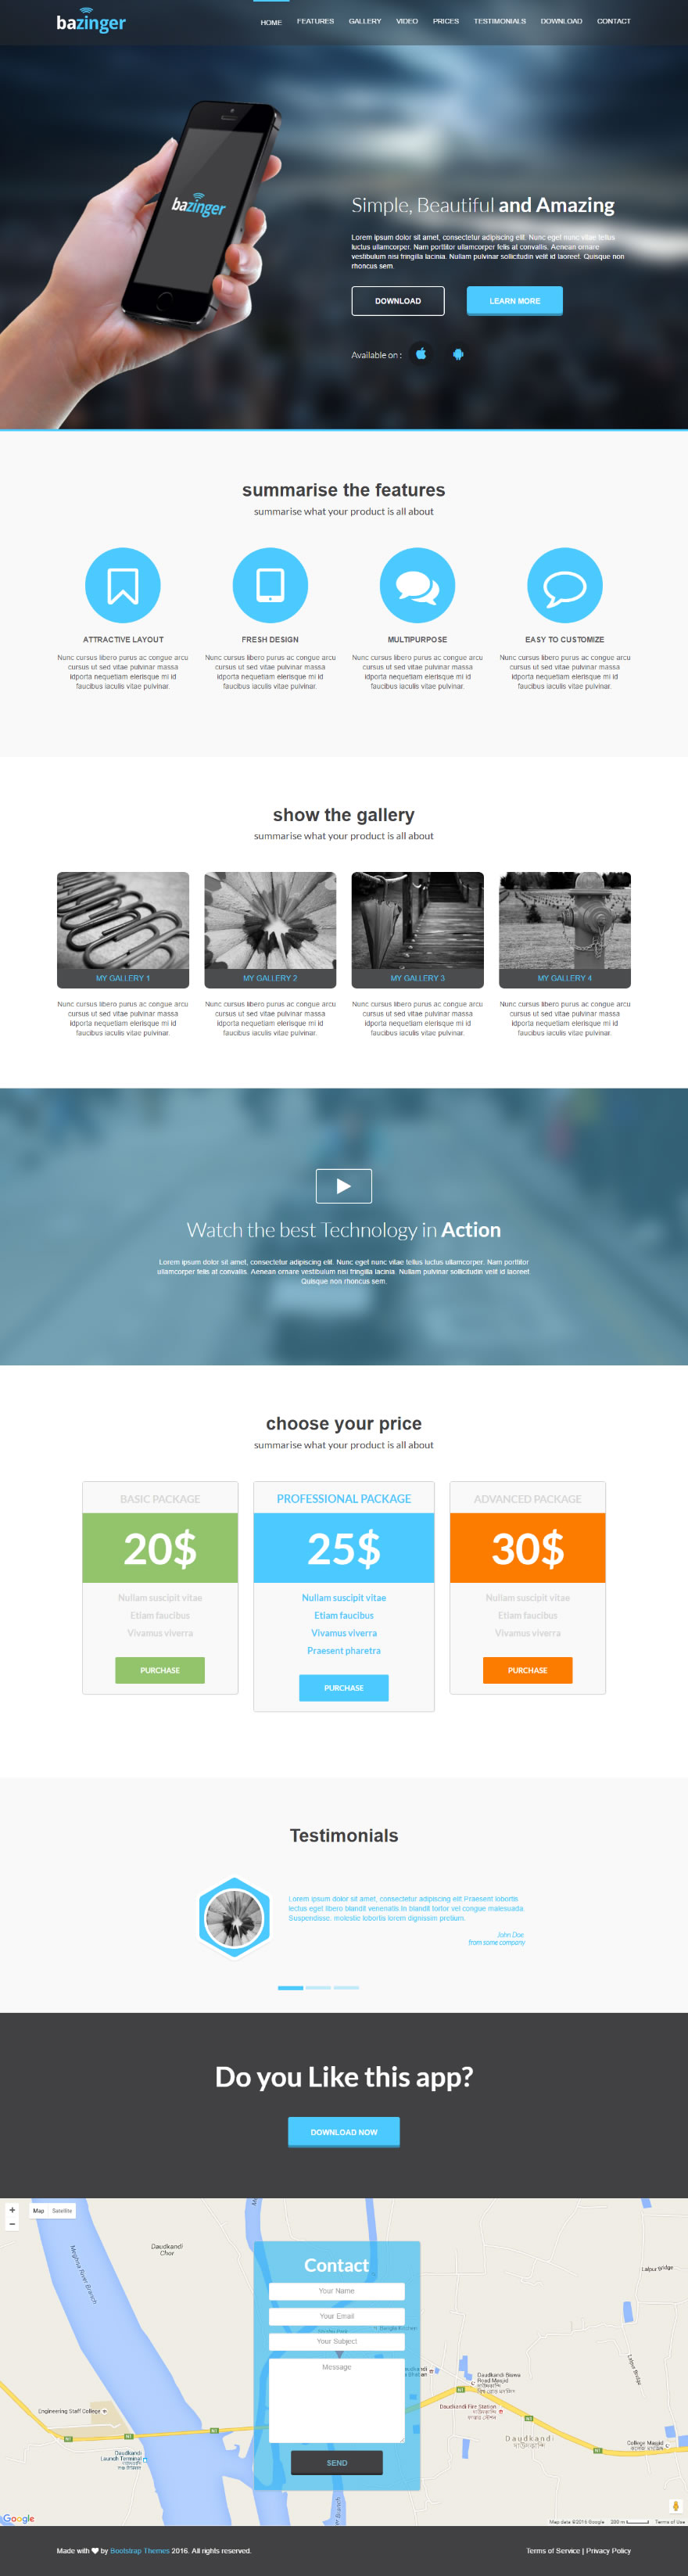 bazinger
HOME FEATURES GALLERY VIDEO PRICES TESTIMONIALS DOWNLOAD CONTACT
bazinger
Simple, Beautiful and Amazing
Lorem ipsum dolor sit amet, consectetur adipiscing elit. Nunc eget nunc vitae tellus
luctus ullamcorper. Nam porttitor ullamcorper felis at convallis. Aenean ornare
vestibulum nisi fringilla lacinia. Nullam pulvinar sollicitudin velit id laoreet. Quisque non
rhoncus sem.
DOWNLOAD LEARN MORE
Available on :
summarise the features
summarise what your product is all about
ATTRACTIVE LAYOUT
Nunc cursus libero purus ac congue arcu
cursus ut sed vitae pulvinar massa
idporta nequetiam elerisque mi id
faucibus iaculis vitae pulvinar.
FRESH DESIGN
Nunc cursus libero purus ac congue arcu
cursus ut sed vitae pulvinar massa
idporta nequetiam elerisque mi id
faucibus iaculis vitae pulvinar.
MULTIPURPOSE
Nunc cursus libero purus ac congue arcu
cursus ut sed vitae pulvinar massa
idporta nequetiam elerisque mi id
faucibus iaculis vitae pulvinar.
EASY TO CUSTOMIZE
Nunc cursus libero purus ac congue arcu
cursus ut sed vitae pulvinar massa
idporta nequetiam elerisque mi id
faucibus iaculis vitae pulvinar.
show the gallery
summarise what your product is all about
MY GALLERY 1
Nunc cursus libero purus ac congue arcu
cursus ut sed vitae pulvinar massa
idporta nequetiam elerisque mi id
faucibus iaculis vitae pulvinar.
MY GALLERY 2
Nunc cursus libero purus ac congue arcu
cursus ut sed vitae pulvinar massa
idporta nequetiam elerisque mi id
faucibus iaculis vitae pulvinar.
MY GALLERY 3
Nunc cursus libero purus ac congue arcu
cursus ut sed vitae pulvinar massa
idporta nequetiam elerisque mi id
faucibus iaculis vitae pulvinar.
MY GALLERY 4
Nunc cursus libero purus ac congue arcu
cursus ut sed vitae pulvinar massa
idporta nequetiam elerisque mi id
faucibus iaculis vitae pulvinar.
Watch the best Technology in Action
Lorem ipsum dolor sit amet, consectetur adipiscing elit. Nunc eget nunc vitae tellus luctus ullamcorper. Nam porttitor
ullamcorper felis at convallis. Aenean ornare vestibulum nisi fringilla lacinia. Nullam pulvinar sollicitudin velit id laoreet.
Quisque non rhoncus sem.
choose your price
summarise what your product is all about
BASIC PACKAGE
20$
Nullam suscipit vitae
Etiam faucibus
Vivamus viverra
PURCHASE
PROFESSIONAL PACKAGE
25$
Nullam suscipit vitae
Etiam faucibus
Vivamus viverra
Praesent pharetra
PURCHASE
ADVANCED PACKAGE
30$
Nullam suscipit vitae
Etiam faucibus
Vivamus viverra
PURCHASE
Testimonials
Lorem ipsum dolor sit amet, consectetur adipiscing elit Praesent lobortis
lectus eget libero blandit venenatis In blandit tortor vel congue malesuada.
Suspendisse, molestie lobortis lorem dignissim pretium.
John Doe
from some company
Do you Like this app?
DOWNLOAD NOW
+
−
Map Satellite
Daudkandi
Char
Meghna River Branch
Contact
Your Name
Your Email
Your Subject
Message
SEND
Engineering Staff College
Daudkandi
Launch Terminal
Daudkandi Biswa
Road Masjid
Daudkandi Fire Station
Daudkandi
College Masjid
Google
Map data ©2016 Google 200 m Terms of Use
Made with by Bootstrap Themes 2016. All rights reserved.
Terms of Service | Privacy Policy